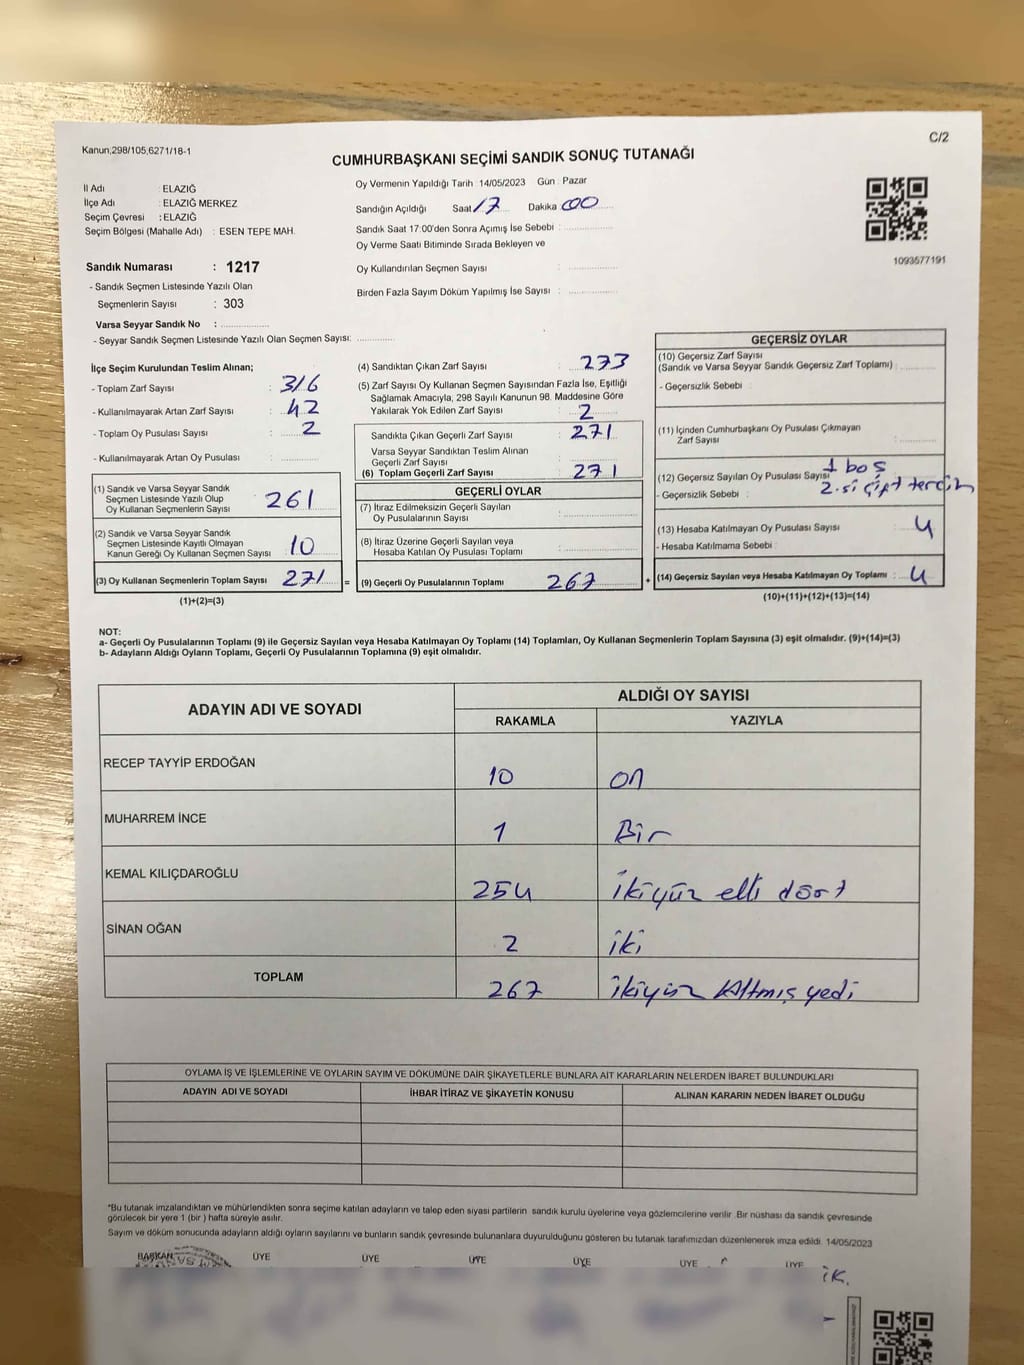 Kanun;298/105,6271/18-1
C/2
CUMHURBAŞKANI SEÇİMİ SANDIK SONUÇ TUTANAĞI
İl Adı : ELAZIĞ
İlçe Adı : ELAZIĞ MERKEZ
Seçim Çevresi : ELAZIĞ
Seçim Bölgesi (Mahalle Adı) : ESEN TEPE MAH.
Oy Vermenin Yapıldığı Tarih 14/05/2023 Gün : Pazar
Sandığın Açıldığı Saat 17 Dakika 00
Sandık Saat 17:00'den Sonra Açımış İse Sebebi :
Oy Verme Saati Bitiminde Sırada Bekleyen ve
Oy Kullandırılan Seçmen Sayısı :
Birden Fazla Sayım Döküm Yapılmış İse Sayısı :
1093577191
Sandık Numarası : 1217
- Sandık Seçmen Listesinde Yazılı Olan
Seçmenlerin Sayısı : 303
Varsa Seyyar Sandık No :
- Seyyar Sandık Seçmen Listesinde Yazılı Olan Seçmen Sayısı:
İlçe Seçim Kurulundan Teslim Alınan;
- Toplam Zarf Sayısı : 316
- Kullanılmayarak Artan Zarf Sayısı : 42
- Toplam Oy Pusulası Sayısı : 2
- Kullanılmayarak Artan Oy Pusulası :
(1) Sandık ve Varsa Seyyar Sandık
Seçmen Listesinde Yazılı Olup
Oy Kullanan Seçmenlerin Sayısı 261
(2) Sandık ve Varsa Seyyar Sandık
Seçmen Listesinde Kayıtlı Olmayan
Kanun Gereği Oy Kullanan Seçmen Sayısı 10
(3) Oy Kullanan Seçmenlerin Toplam Sayısı 271 =
(1)+(2)=(3)
(4) Sandıktan Çıkan Zarf Sayısı : 273
(5) Zarf Sayısı Oy Kullanan Seçmen Sayısından Fazla İse, Eşitliği
Sağlamak Amacıyla, 298 Sayılı Kanunun 98. Maddesine Göre
Yakılarak Yok Edilen Zarf Sayısı : 2
Sandıkta Çıkan Geçerli Zarf Sayısı : 271
Varsa Seyyar Sandıktan Teslim Alınan
Geçerli Zarf Sayısı :
(6) Toplam Geçerli Zarf Sayısı : 271
GEÇERLİ OYLAR
(7) İtiraz Edilmeksizin Geçerli Sayılan
Oy Pusulalarının Sayısı :
(8) İtiraz Üzerine Geçerli Sayılan veya
Hesaba Katılan Oy Pusulası Toplamı :
(9) Geçerli Oy Pusulalarının Toplamı 267 +
GEÇERSİZ OYLAR
(10) Geçersiz Zarf Sayısı
(Sandık ve Varsa Seyyar Sandık Geçersiz Zarf Toplamı) :
- Geçersizlik Sebebi :
(11) İçinden Cumhurbaşkanı Oy Pusulası Çıkmayan
Zarf Sayısı :
(12) Geçersiz Sayılan Oy Pusulası Sayısı 1 boş
- Geçersizlik Sebebi : 2.si çift tercih
(13) Hesaba Katılmayan Oy Pusulası Sayısı : 4
- Hesaba Katılmama Sebebi :
(14) Geçersiz Sayılan veya Hesaba Katılmayan Oy Toplamı : 4
(10)+(11)+(12)+(13)=(14)
NOT:
a- Geçerli Oy Pusulalarının Toplamı (9) ile Geçersiz Sayılan veya Hesaba Katılmayan Oy Toplamı (14) Toplamları, Oy Kullanan Seçmenlerin Toplam Sayısına (3) eşit olmalıdır. (9)+(14)=(3)
b- Adayların Aldığı Oyların Toplamı, Geçerli Oy Pusulalarının Toplamına (9) eşit olmalıdır.
ADAYIN ADI VE SOYADI
ALDIĞI OY SAYISI
RAKAMLA YAZIYLA
RECEP TAYYİP ERDOĞAN 10 on
MUHARREM İNCE 1 Bir
KEMAL KILIÇDAROĞLU 254 ikiyüz elli dört
SİNAN OĞAN 2 iki
TOPLAM 267 ikiyüz Altmış yedi
OYLAMA İŞ VE İŞLEMLERİNE VE OYLARIN SAYIM VE DÖKÜMÜNE DAİR ŞİKAYETLERLE BUNLARA AİT KARARLARIN NELERDEN İBARET BULUNDUKLARI
ADAYIN ADI VE SOYADI İHBAR İTİRAZ VE ŞİKAYETİN KONUSU ALINAN KARARIN NEDEN İBARET OLDUĞU
*Bu tutanak imzalandıktan ve mühürlendikten sonra seçime katılan adayların ve talep eden siyasi partilerin sandık kurulu üyelerine veya gözlemcilerine verilir .Bir nüshası da sandık çevresinde
görülecek bir yere 1 (bir ) hafta süreyle asılır.
Sayım ve döküm sonucunda adayların aldığı oyların sayılarını ve bunların sandık çevresinde bulunanlara duyurulduğunu gösteren bu tutanak tarafımızdan düzenlenerek imza edildi. 14/05/2023
BAŞKAN ÜYE ÜYE ÜYE ÜYE ÜYE ÜYE